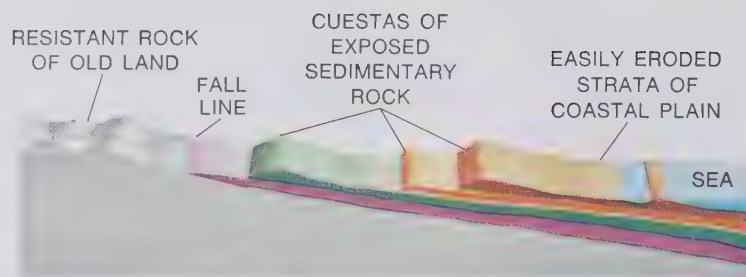 RESISTANT ROCK
OF OLD LAND
FALL
LINE
CUESTAS OF
EXPOSED
SEDIMENTARY
ROCK
EASILY ERODED
STRATA OF
COASTAL PLAIN
SEA